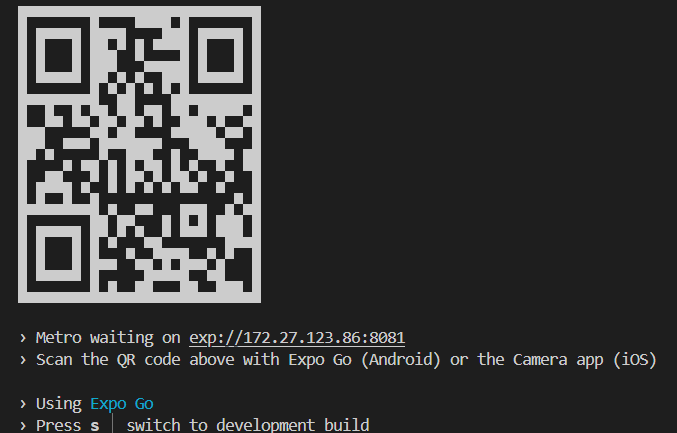 › Metro waiting on exp://172.27.123.86:8081
› Scan the QR code above with Expo Go (Android) or the Camera app (iOS)
› Using Expo Go
› Press s │ switch to development build